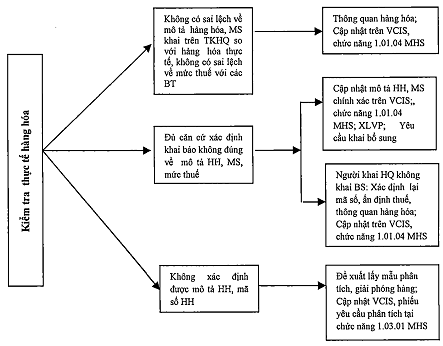 Kiểm tra thực tế hàng hóa
Không có sai lệch về
mô tả hàng hóa, MS
khai trên TKHQ so
với hàng hóa thực
tế, không có sai lệch
về mức thuế với các
BT
Thông quan hàng hóa;
Cập nhật trên VCIS,
chức năng 1.01.04 MHS
Đủ căn cứ xác định
khai báo không đúng
về mô tả HH, MS,
mức thuế
Cập nhật mô tả HH, MS
chính xác trên VCIS;,
chức năng 1.01.04
MHS; XLVP; Yêu
cầu khai bổ sung
Người khai HQ không
khai BS: Xác định lại
mã số, ấn định thuế,
thông quan hàng hóa;
Cập nhật trên VCIS,
chức năng 1.01.04 MHS
Không xác định
được mô tả HH, mã
số HH
Đề xuất lấy mẫu phân
tích, giải phóng hàng;
Cập nhật VCIS, phiếu
yêu cầu phân tích tại
chức năng 1.03.01 MHS